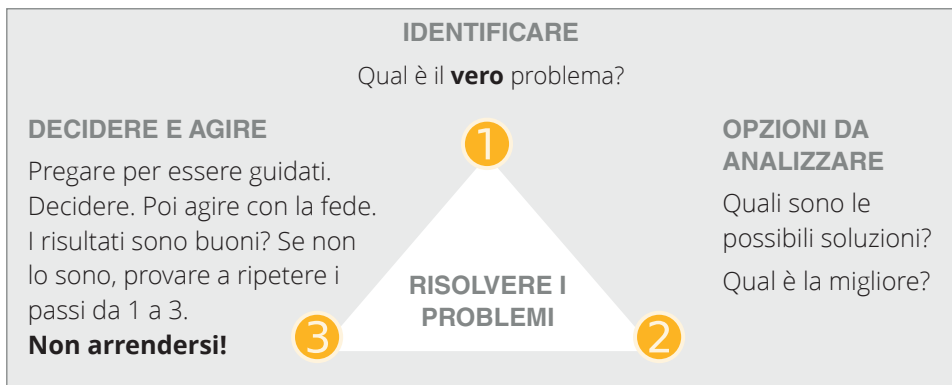 IDENTIFICARE
Qual è il vero problema?
1
OPZIONI DA
ANALIZZARE
Quali sono le
possibili soluzioni?
Qual è la migliore?
2
DECIDERE E AGIRE
Pregare per essere guidati.
Decidere. Poi agire con la fede.
I risultati sono buoni? Se non
lo sono, provare a ripetere i
passi da 1 a 3.
Non arrendersi!
3
RISOLVERE I
PROBLEMI